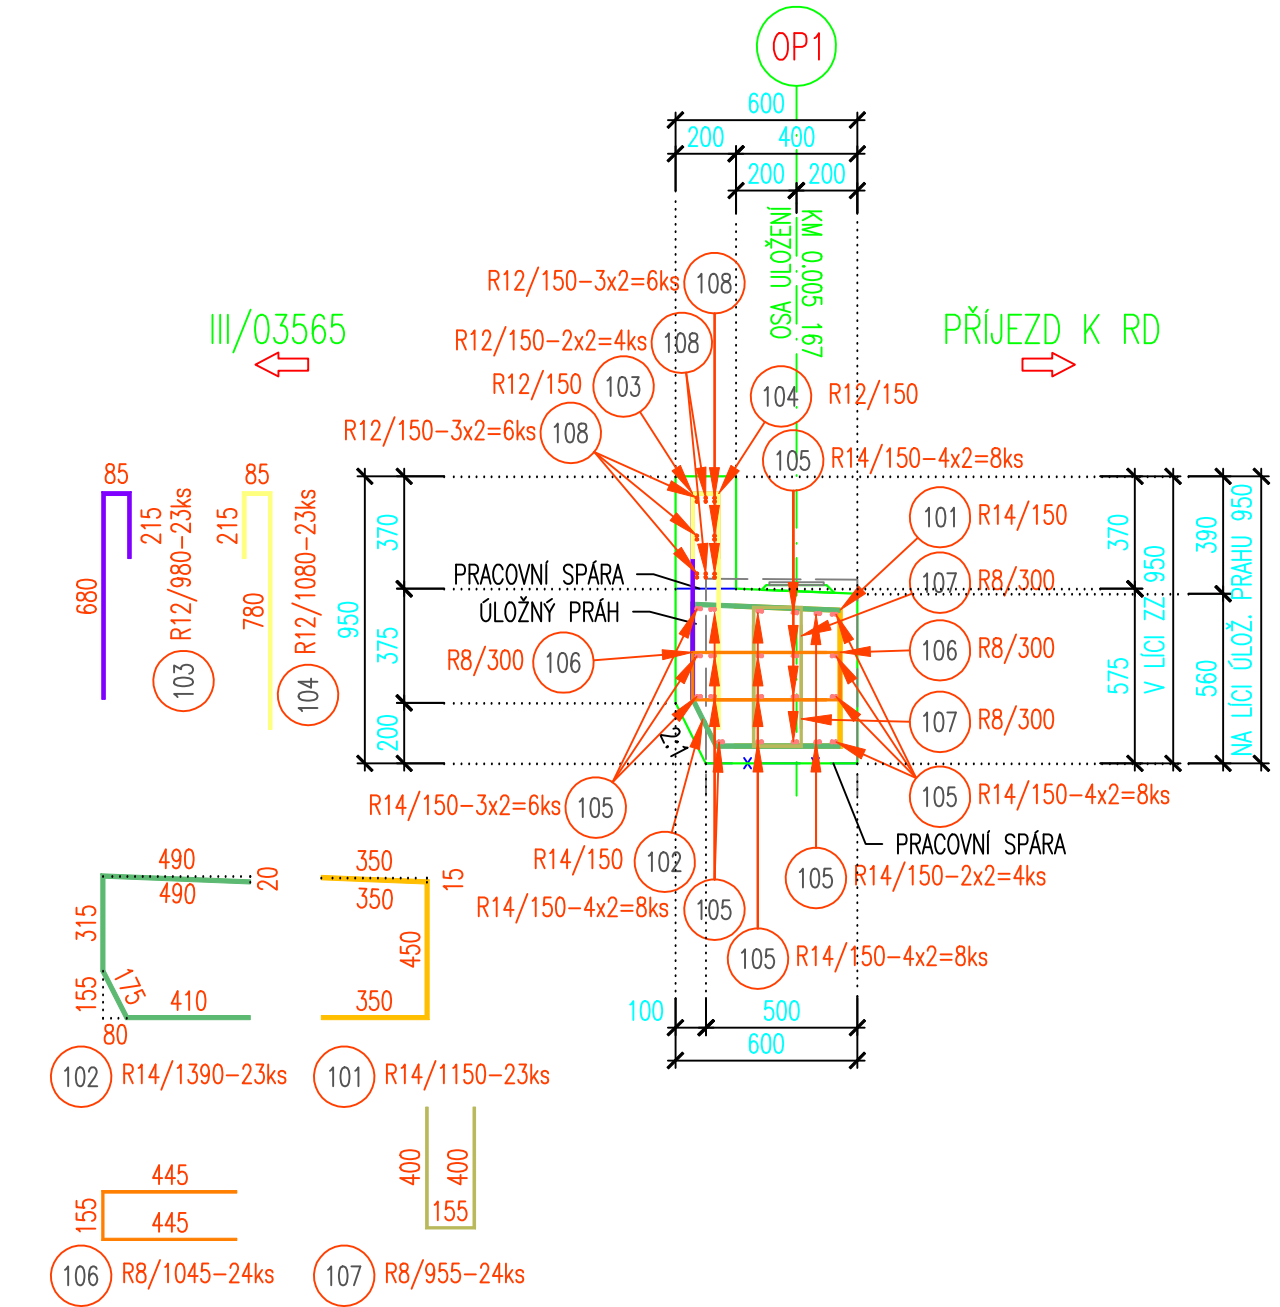 OP1
600
200
400
200
200
OSA ULOŽENÍ
KM 0.005 167
R12/150-3x2=6ks
108
III/03565
PŘÍJEZD K RD
R12/150-2x2=4ks
108
R12/150
103
104
R12/150
R12/150-3x2=6ks
108
105
R14/150-4x2=8ks
85
215
680
R12/980-23ks
103
85
215
780
R12/1080-23ks
104
950
370
375
200
101
R14/150
107
R8/300
106
R8/300
107
R8/300
105
R14/150-4x2=8ks
PRACOVNÍ SPÁRA
ÚLOŽNÝ PRÁH
R8/300
106
2:1
370
575
V LÍCI ZZ 950
390
560
NA LÍCI ÚLOŽ. PRAHU 950
R14/150-3x2=6ks
105
R14/150
102
R14/150-4x2=8ks
105
105
R14/150-4x2=8ks
105
R14/150-2x2=4ks
PRACOVNÍ SPÁRA
100
500
600
490
490
20
315
155
175
80
410
102
R14/1390-23ks
350
350
15
450
350
101
R14/1150-23ks
445
155
445
106
R8/1045-24ks
400
400
155
107
R8/955-24ks